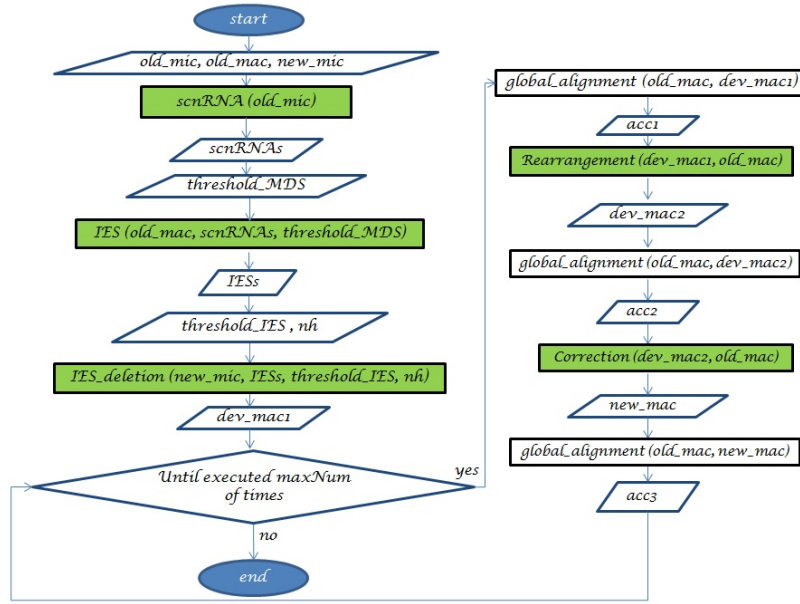 start
old_mic, old_mac, new_mic
scnRNA (old_mic)
scnRNAs
threshold_MDS
IES (old_mac, scnRNAs, threshold_MDS)
IESs
threshold_IES , nh
IES_deletion (new_mic, IESs, threshold_IES, nh)
dev_mac1
Until executed maxNum
of times
yes
no
end
global_alignment (old_mac, dev_mac1)
acc1
Rearrangement (dev_mac1, old_mac)
dev_mac2
global_alignment (old_mac, dev_mac2)
acc2
Correction (dev_mac2, old_mac)
new_mac
global_alignment (old_mac, new_mac)
acc3